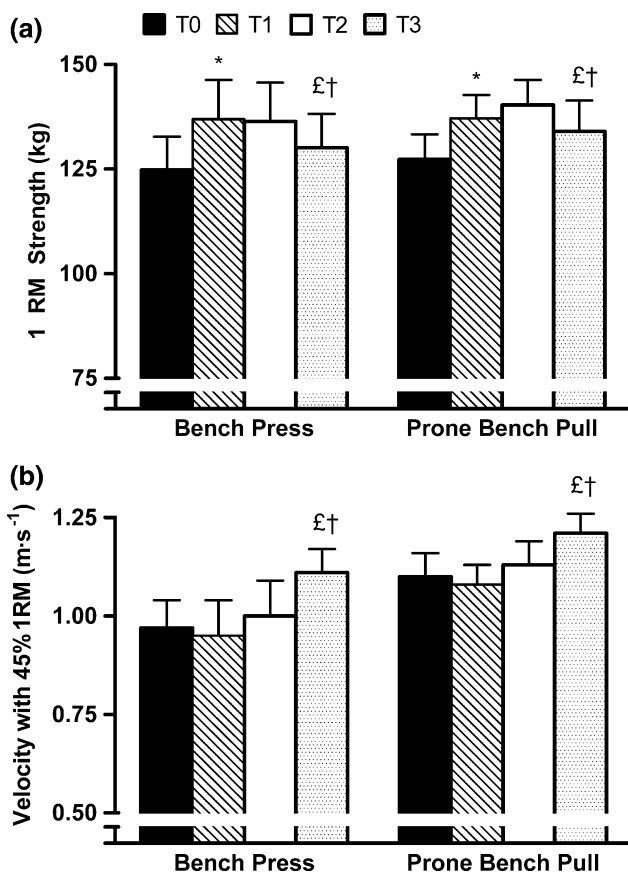 (a) T0 T1 T2 T3
1 RM Strength (kg)
150
125
100
75
* £† * £†
Bench Press Prone Bench Pull
(b)
Velocity with 45% 1RM (m·s⁻¹)
1.25
1.00
0.75
0.50
£† £†
Bench Press Prone Bench Pull